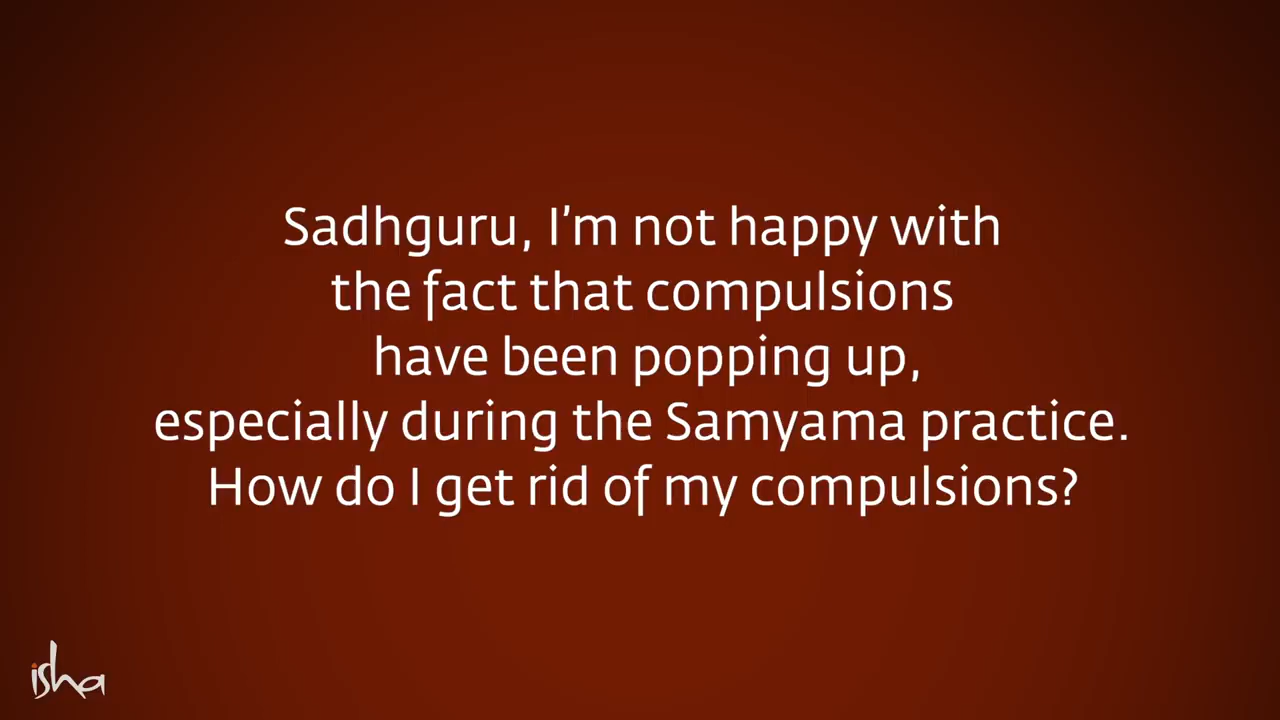 Sadhguru, I'm not happy with
the fact that compulsions
have been popping up,
especially during the Samyama practice.
How do I get rid of my compulsions?
isha